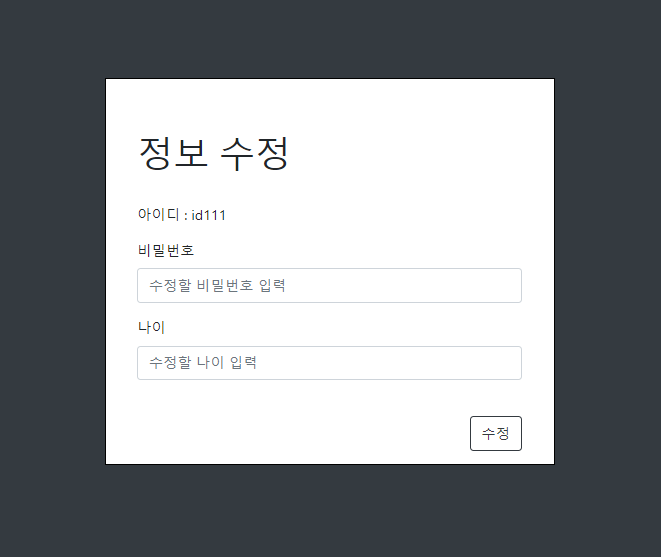 정보 수정
아이디 : id111
비밀번호
수정할 비밀번호 입력
나이
수정할 나이 입력
수정